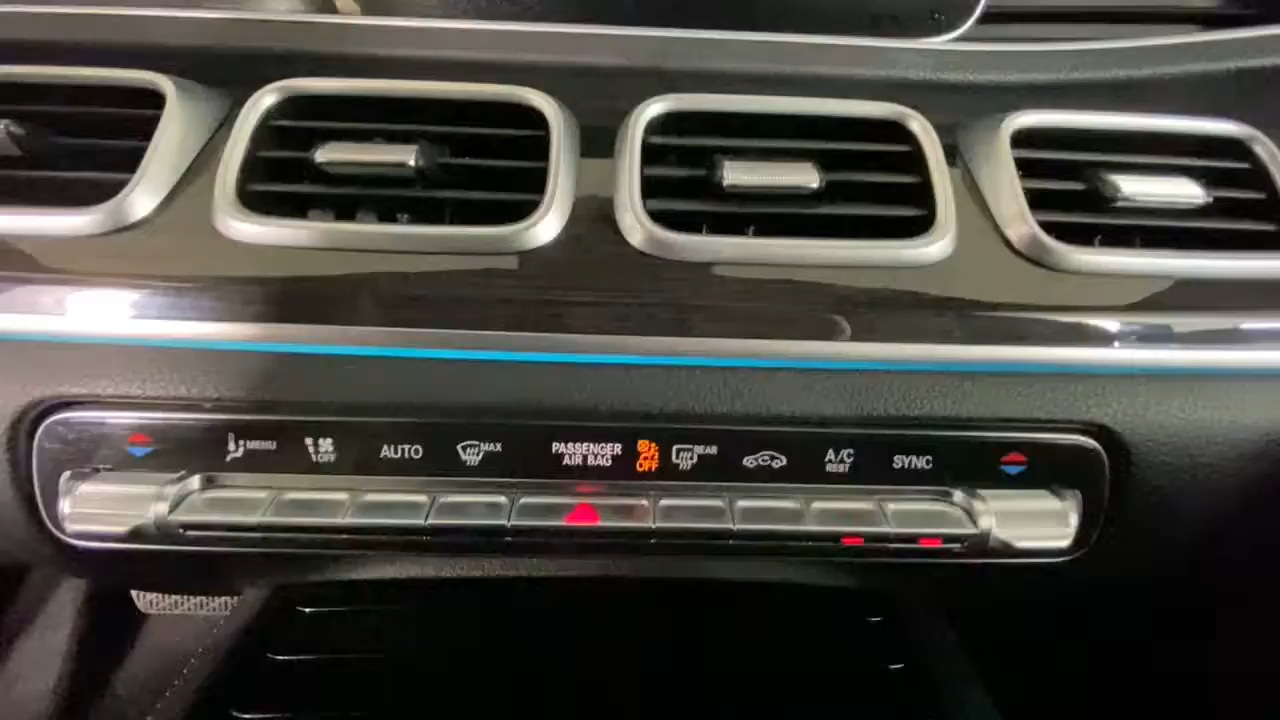 MENU
OFF
AUTO
MAX
PASSENGER
AIR BAG
OFF
REAR
A/C
REST
SYNC